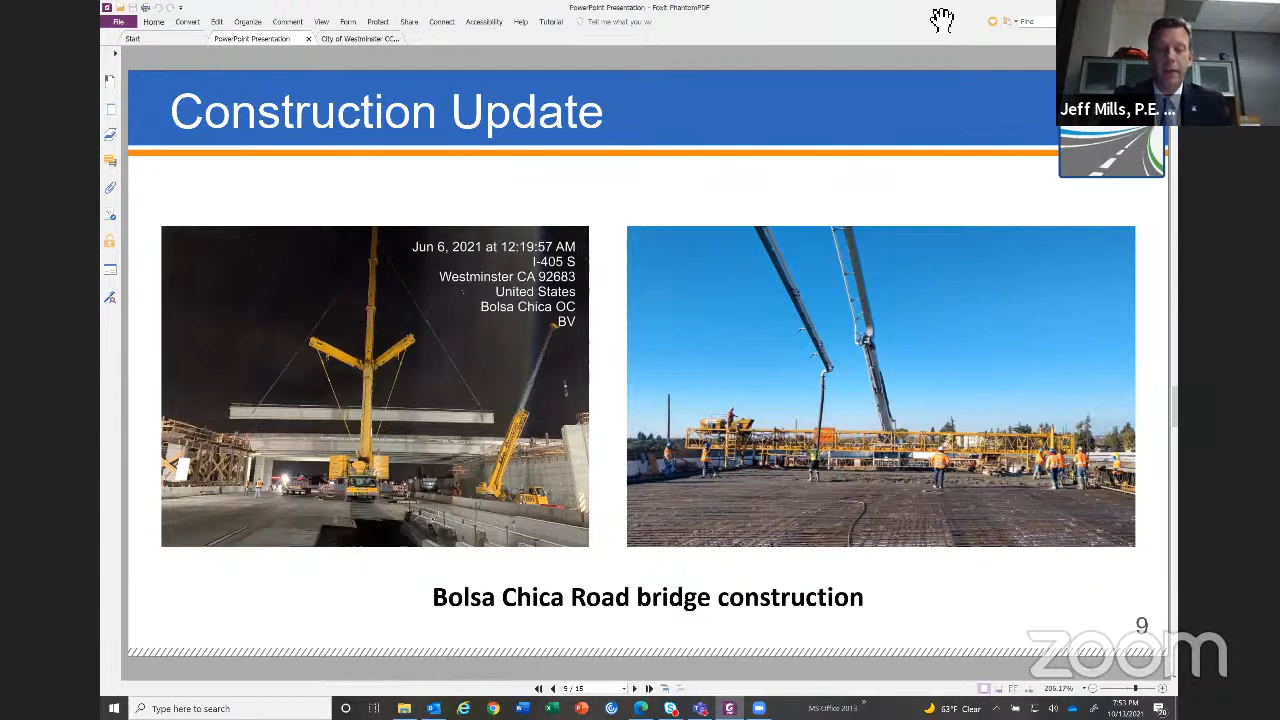 PowerPoint Presentation - Foxit PhantomPDF
File Home Convert Edit Organize Comment View Form Protect Share Connect Accessibility Help Tutorial Tell me what you wa Find
Start PowerPoint Presentation City of Westminster CC...
Construction Update
Jeff Mills, P.E. ...
Jun 6, 2021 at 12:19:57 AM
I-405 S
Westminster CA 92683
United States
Bolsa Chica OC
BV
Bolsa Chica Road bridge construction
9
zoom
9 / 15
206.17%
Type here to search
MS Office 2013
63°F Clear
7:53 PM
10/13/2021
20